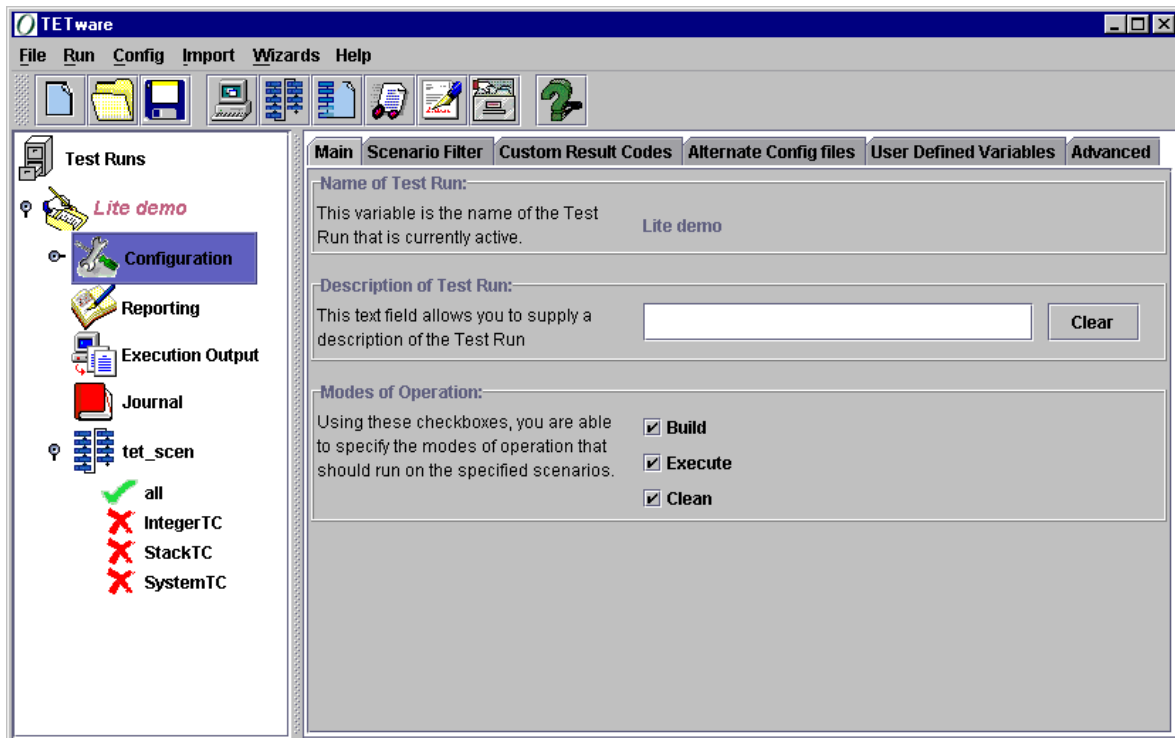 TETware
File Run Config Import Wizards Help
Test Runs
Lite demo
Configuration
Reporting
Execution Output
Journal
tet_scen
all
IntegerTC
StackTC
SystemTC
Main Scenario Filter Custom Result Codes Alternate Config files User Defined Variables Advanced
Name of Test Run:
This variable is the name of the Test
Run that is currently active.
Lite demo
Description of Test Run:
This text field allows you to supply a
description of the Test Run
Clear
Modes of Operation:
Using these checkboxes, you are able
to specify the modes of operation that
should run on the specified scenarios.
Build
Execute
Clean